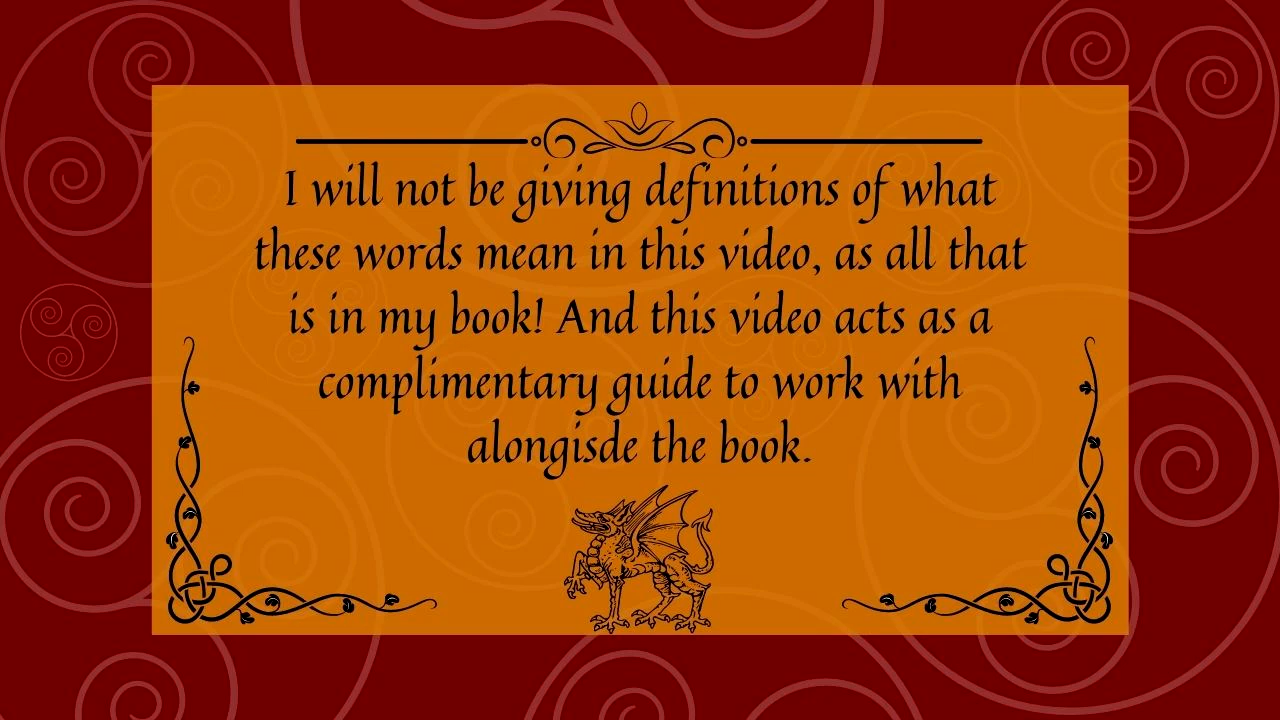 I will not be giving definitions of what
these words mean in this video, as all that
is in my book! And this video acts as a
complimentary guide to work with
alongisde the book.